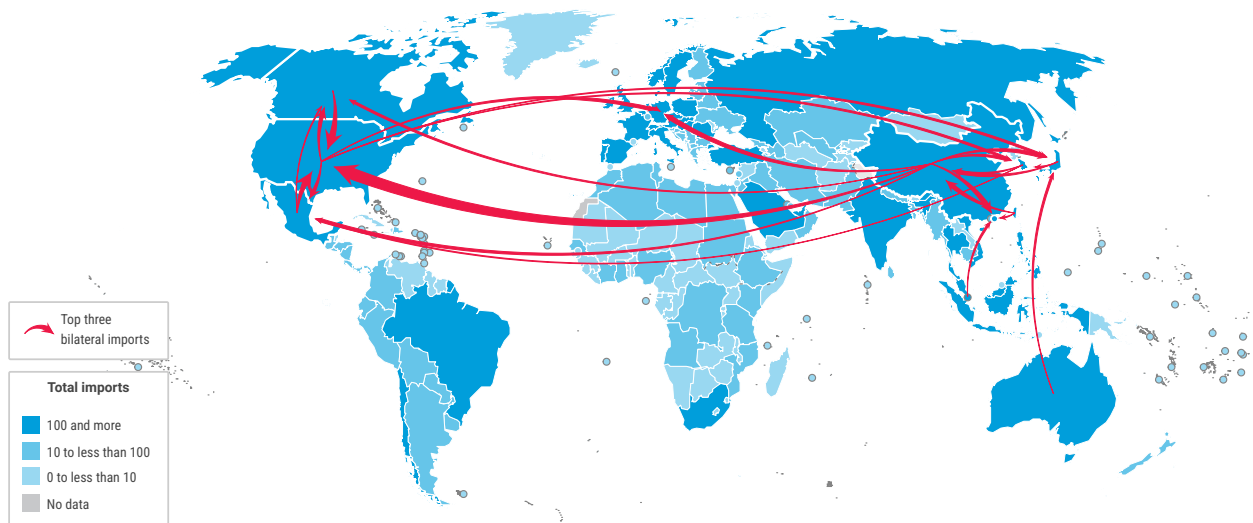 Top three
bilateral imports
Total imports
100 and more
10 to less than 100
0 to less than 10
No data